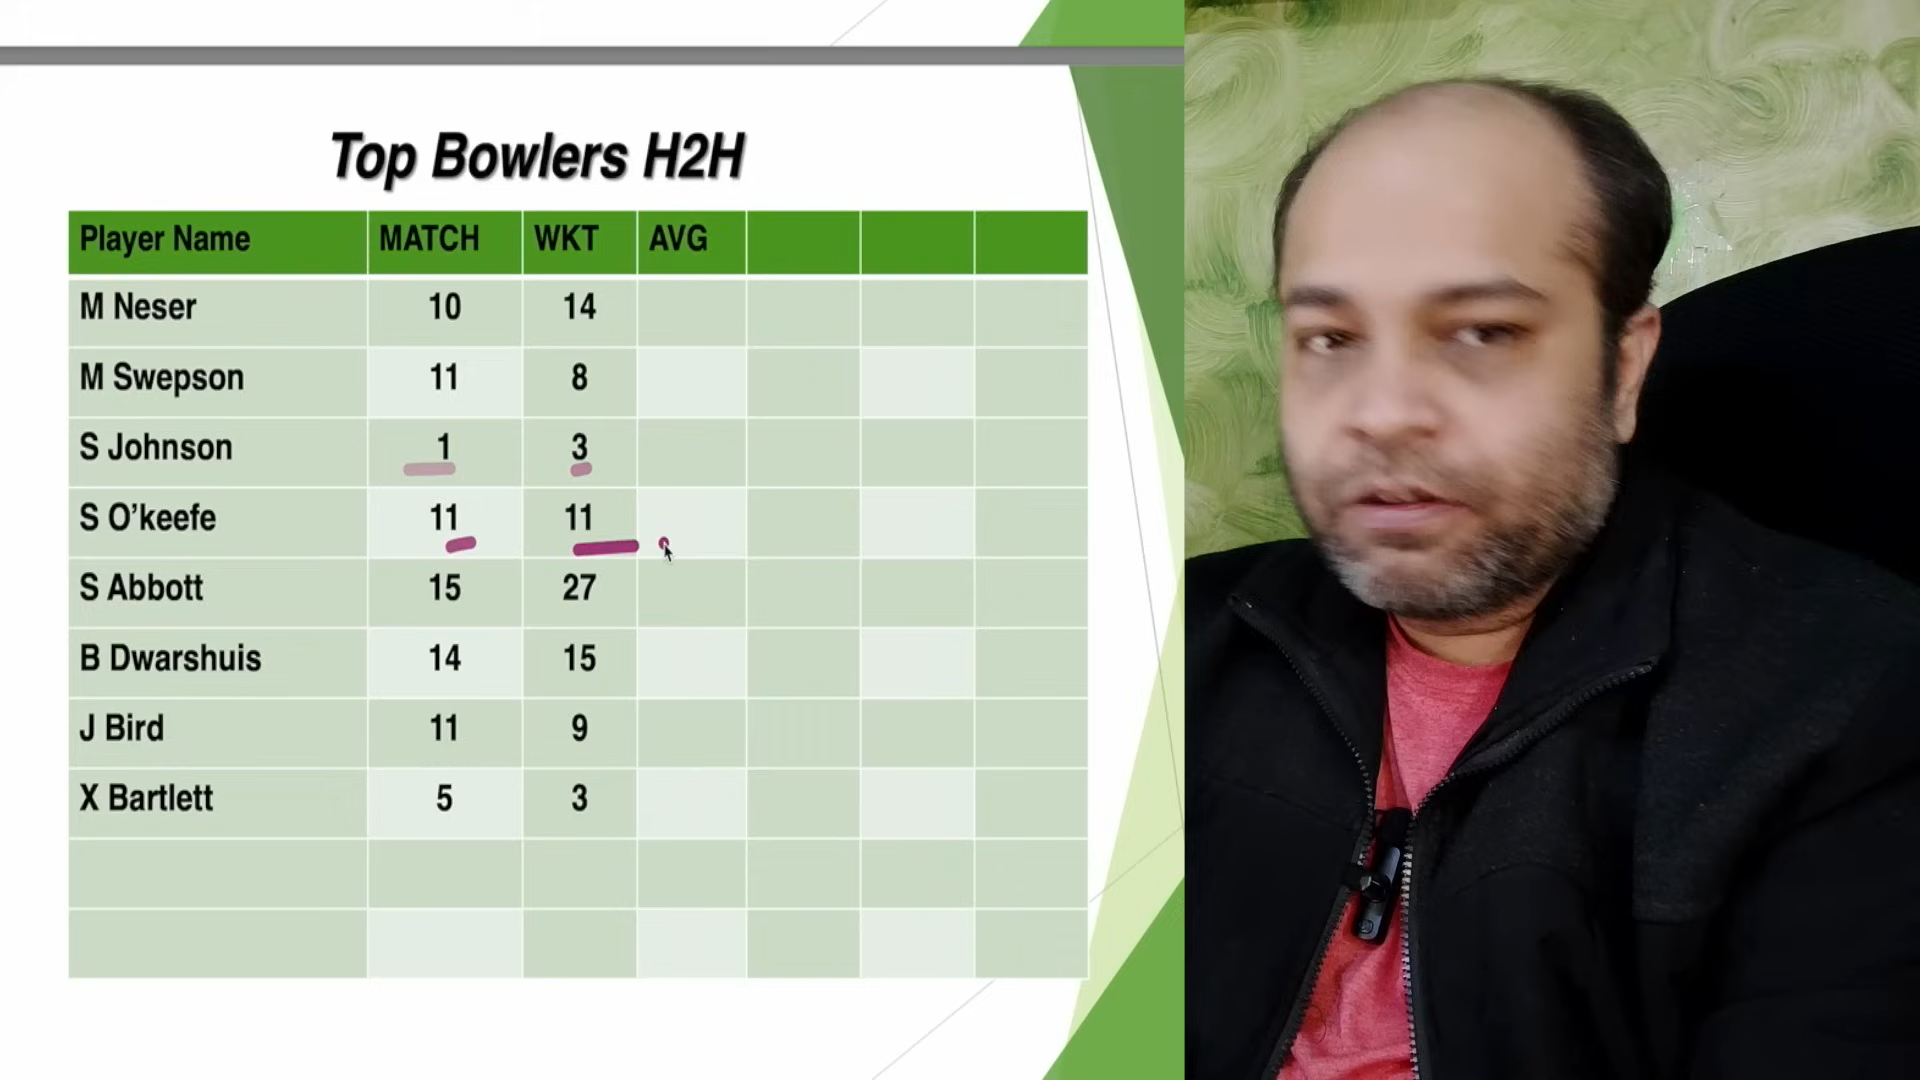 Top Bowlers H2H
Player Name MATCH WKT AVG
M Neser 10 14
M Swepson 11 8
S Johnson 1 3
S O'keefe 11 11
S Abbott 15 27
B Dwarshuis 14 15
J Bird 11 9
X Bartlett 5 3